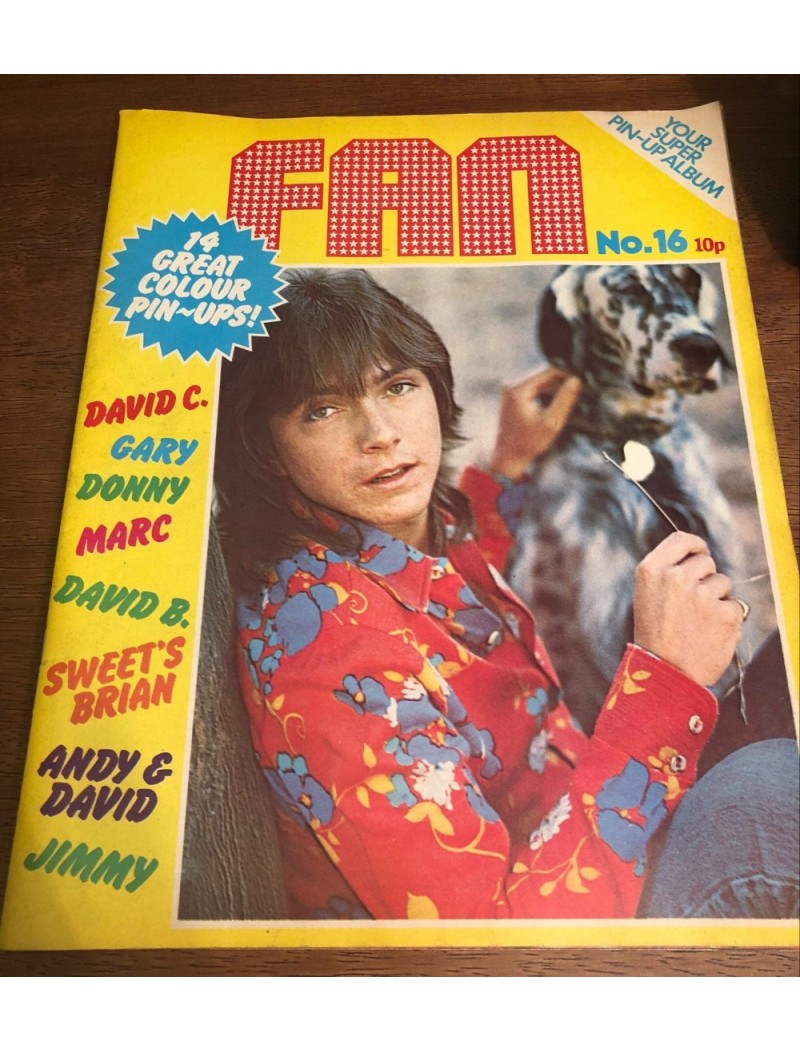 FAN
YOUR
SUPER
PIN-UP ALBUM
No.16 10p
14
GREAT
COLOUR
PIN~UPS!
DAVID C.
GARY
DONNY
MARC
DAVID B.
SWEET'S
BRIAN
ANDY &
DAVID
JIMMY